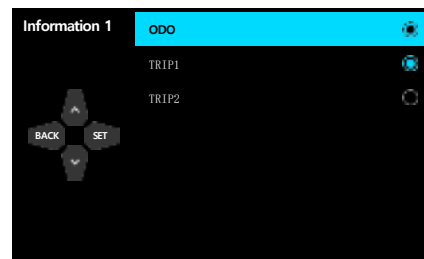 Information 1
ODO
TRIP1
TRIP2
BACK
SET